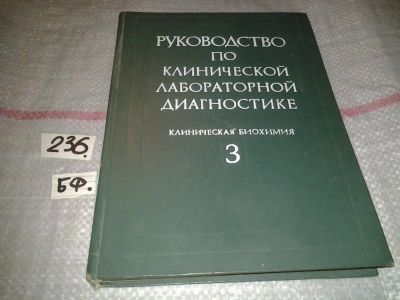 РУКОВОДСТВО
ПО
КЛИНИЧЕСКОЙ
ЛАБОРАТОРНОЙ
ДИАГНОСТИКЕ
КЛИНИЧЕСКАЯ БИОХИМИЯ
3
236.
БФ.